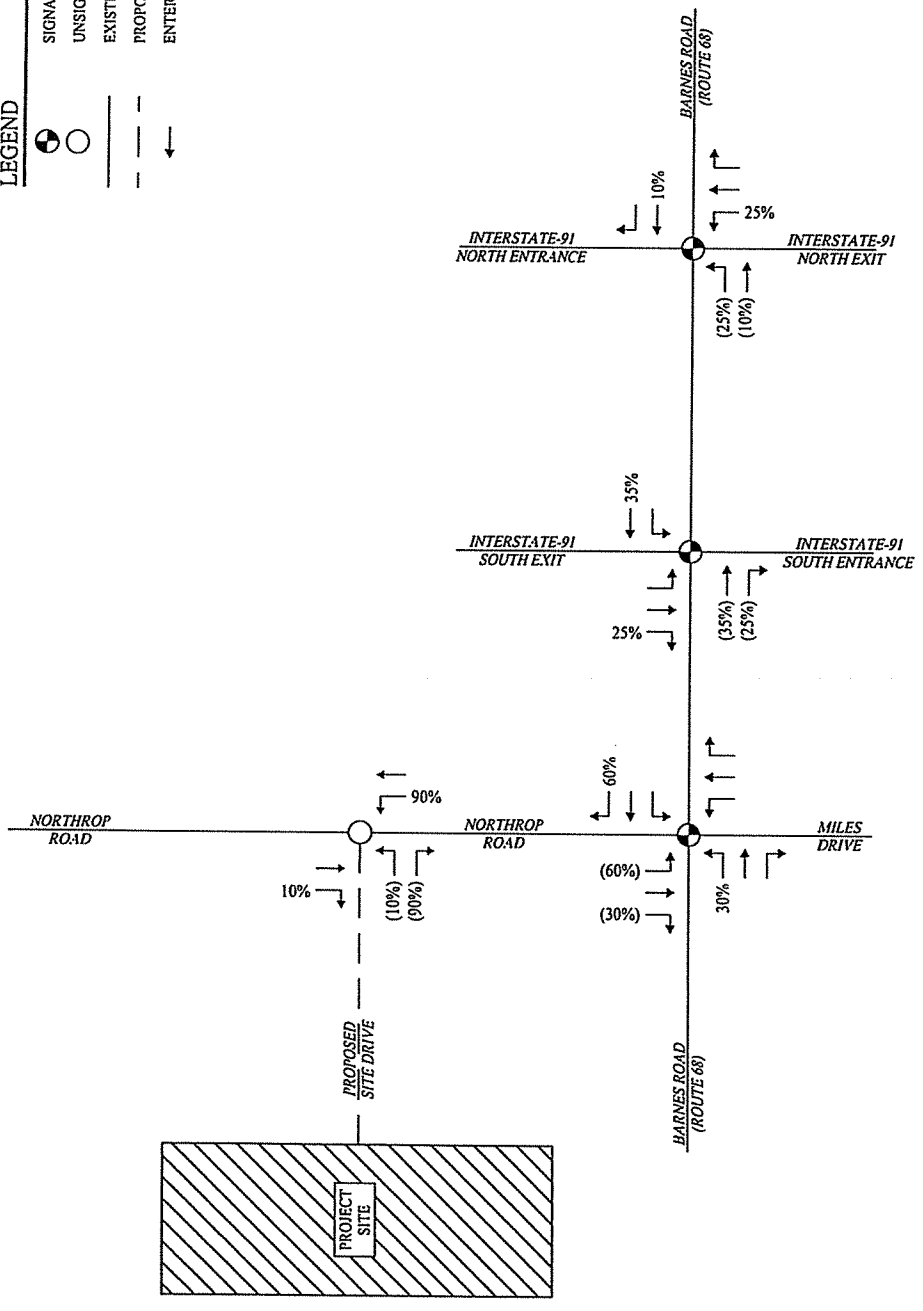 LEGEND
SIGNA
UNSIG
EXISTI
PROPO
ENTER
BARNES ROAD
(ROUTE 68)
10%
INTERSTATE-91
NORTH ENTRANCE
25%
INTERSTATE-91
NORTH EXIT
(25%)
(10%)
35%
INTERSTATE-91
SOUTH EXIT
INTERSTATE-91
SOUTH ENTRANCE
25%
(35%)
(25%)
60%
90%
NORTHROP
ROAD
NORTHROP
ROAD
MILES
DRIVE
10%
(10%)
(90%)
(60%)
(30%)
30%
PROPOSED
SITE DRIVE
BARNES ROAD
(ROUTE 68)
PROJECT
SITE